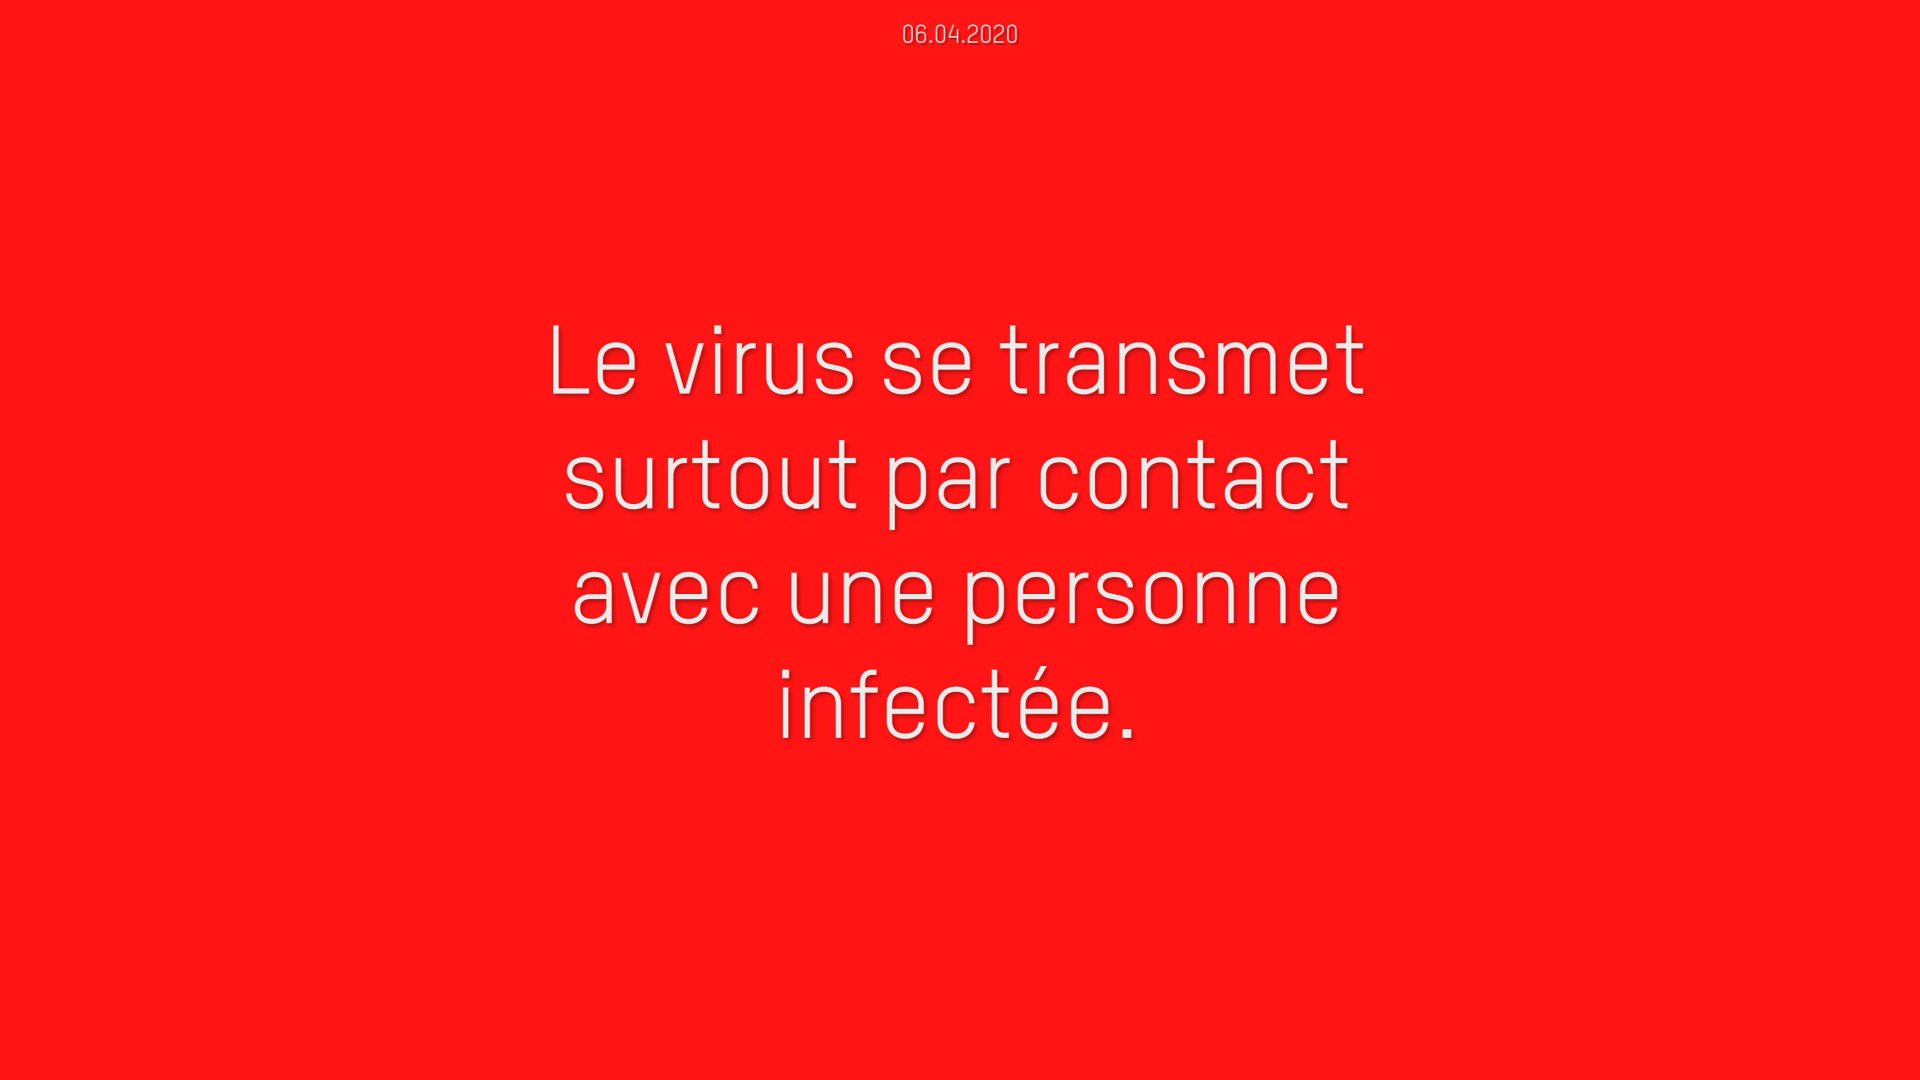 06.04.2020
Le virus se transmet
surtout par contact
avec une personne
infectée.